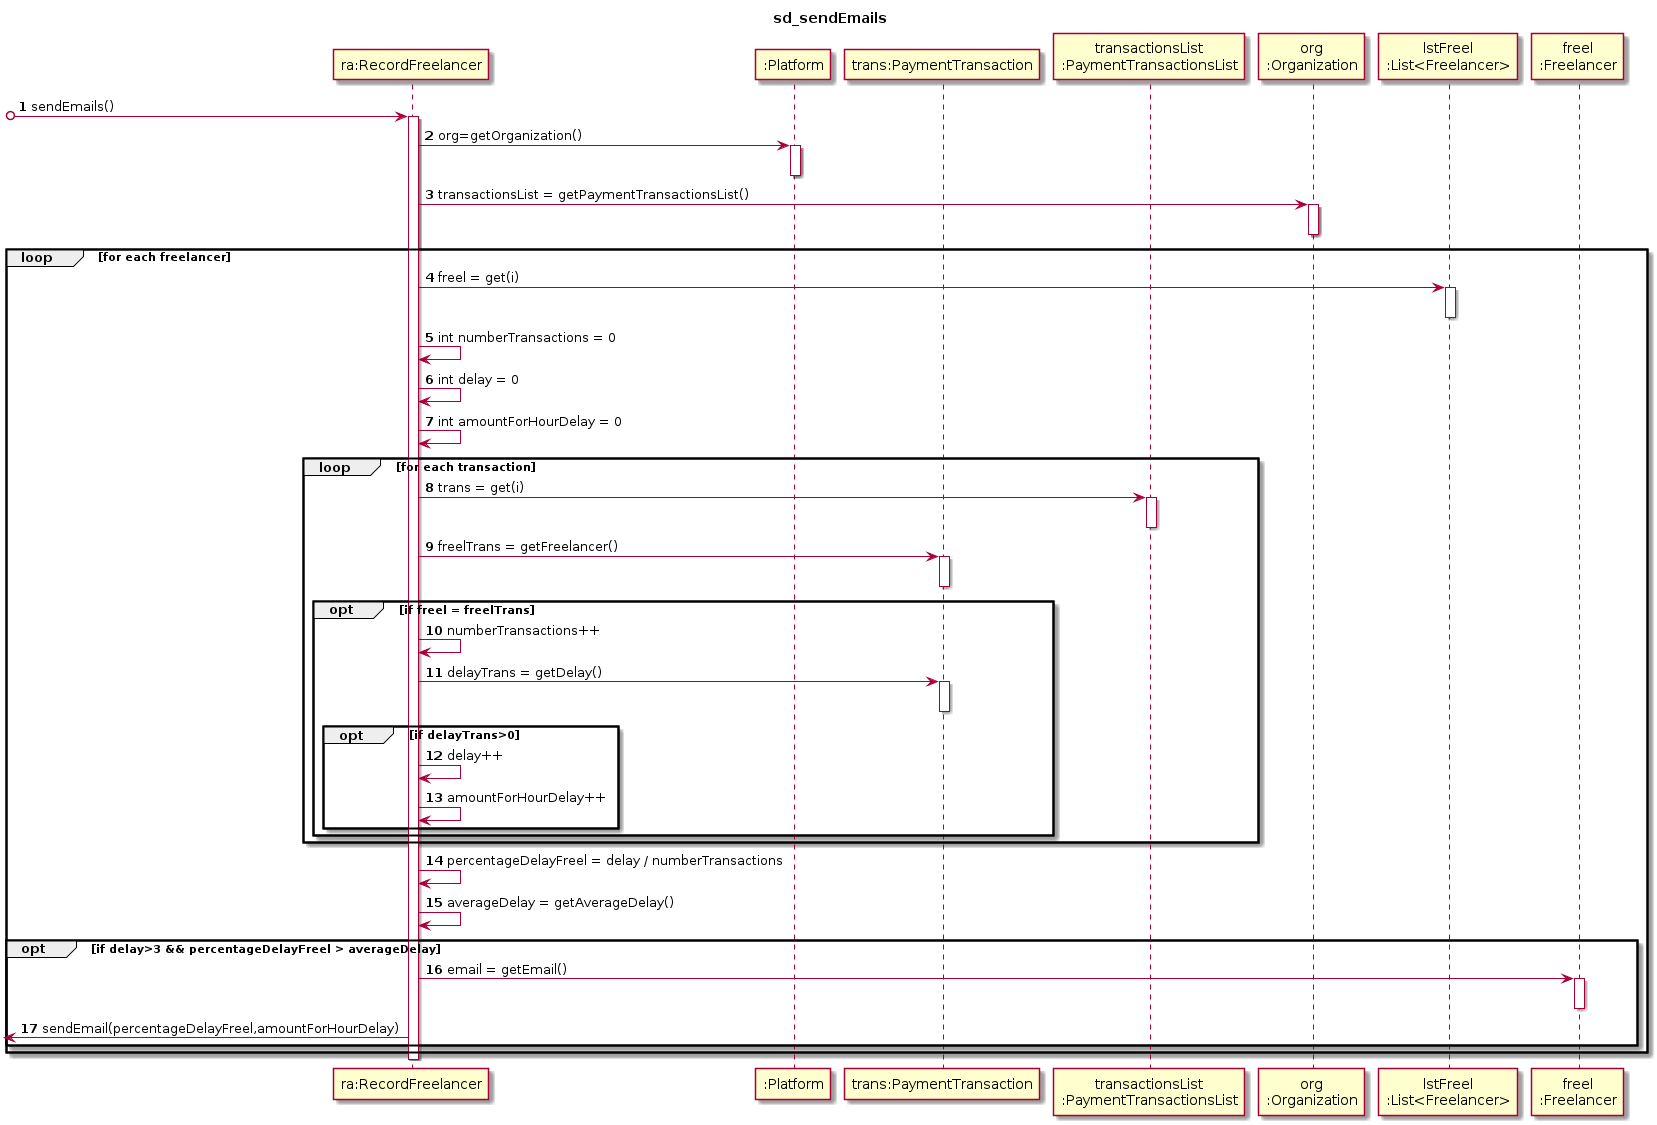 sd_sendEmails
ra:RecordFreelancer
:Platform
trans:PaymentTransaction
transactionsList
:PaymentTransactionsList
org
:Organization
lstFreel
:List<Freelancer>
freel
:Freelancer
1 sendEmails()
2 org=getOrganization()
3 transactionsList = getPaymentTransactionsList()
loop [for each freelancer]
4 freel = get(i)
5 int numberTransactions = 0
6 int delay = 0
7 int amountForHourDelay = 0
loop [for each transaction]
8 trans = get(i)
9 freelTrans = getFreelancer()
opt [if freel = freelTrans]
10 numberTransactions++
11 delayTrans = getDelay()
opt [if delayTrans>0]
12 delay++
13 amountForHourDelay++
14 percentageDelayFreel = delay / numberTransactions
15 averageDelay = getAverageDelay()
opt [if delay>3 && percentageDelayFreel > averageDelay]
16 email = getEmail()
17 sendEmail(percentageDelayFreel,amountForHourDelay)
ra:RecordFreelancer
:Platform
trans:PaymentTransaction
transactionsList
:PaymentTransactionsList
org
:Organization
lstFreel
:List<Freelancer>
freel
:Freelancer